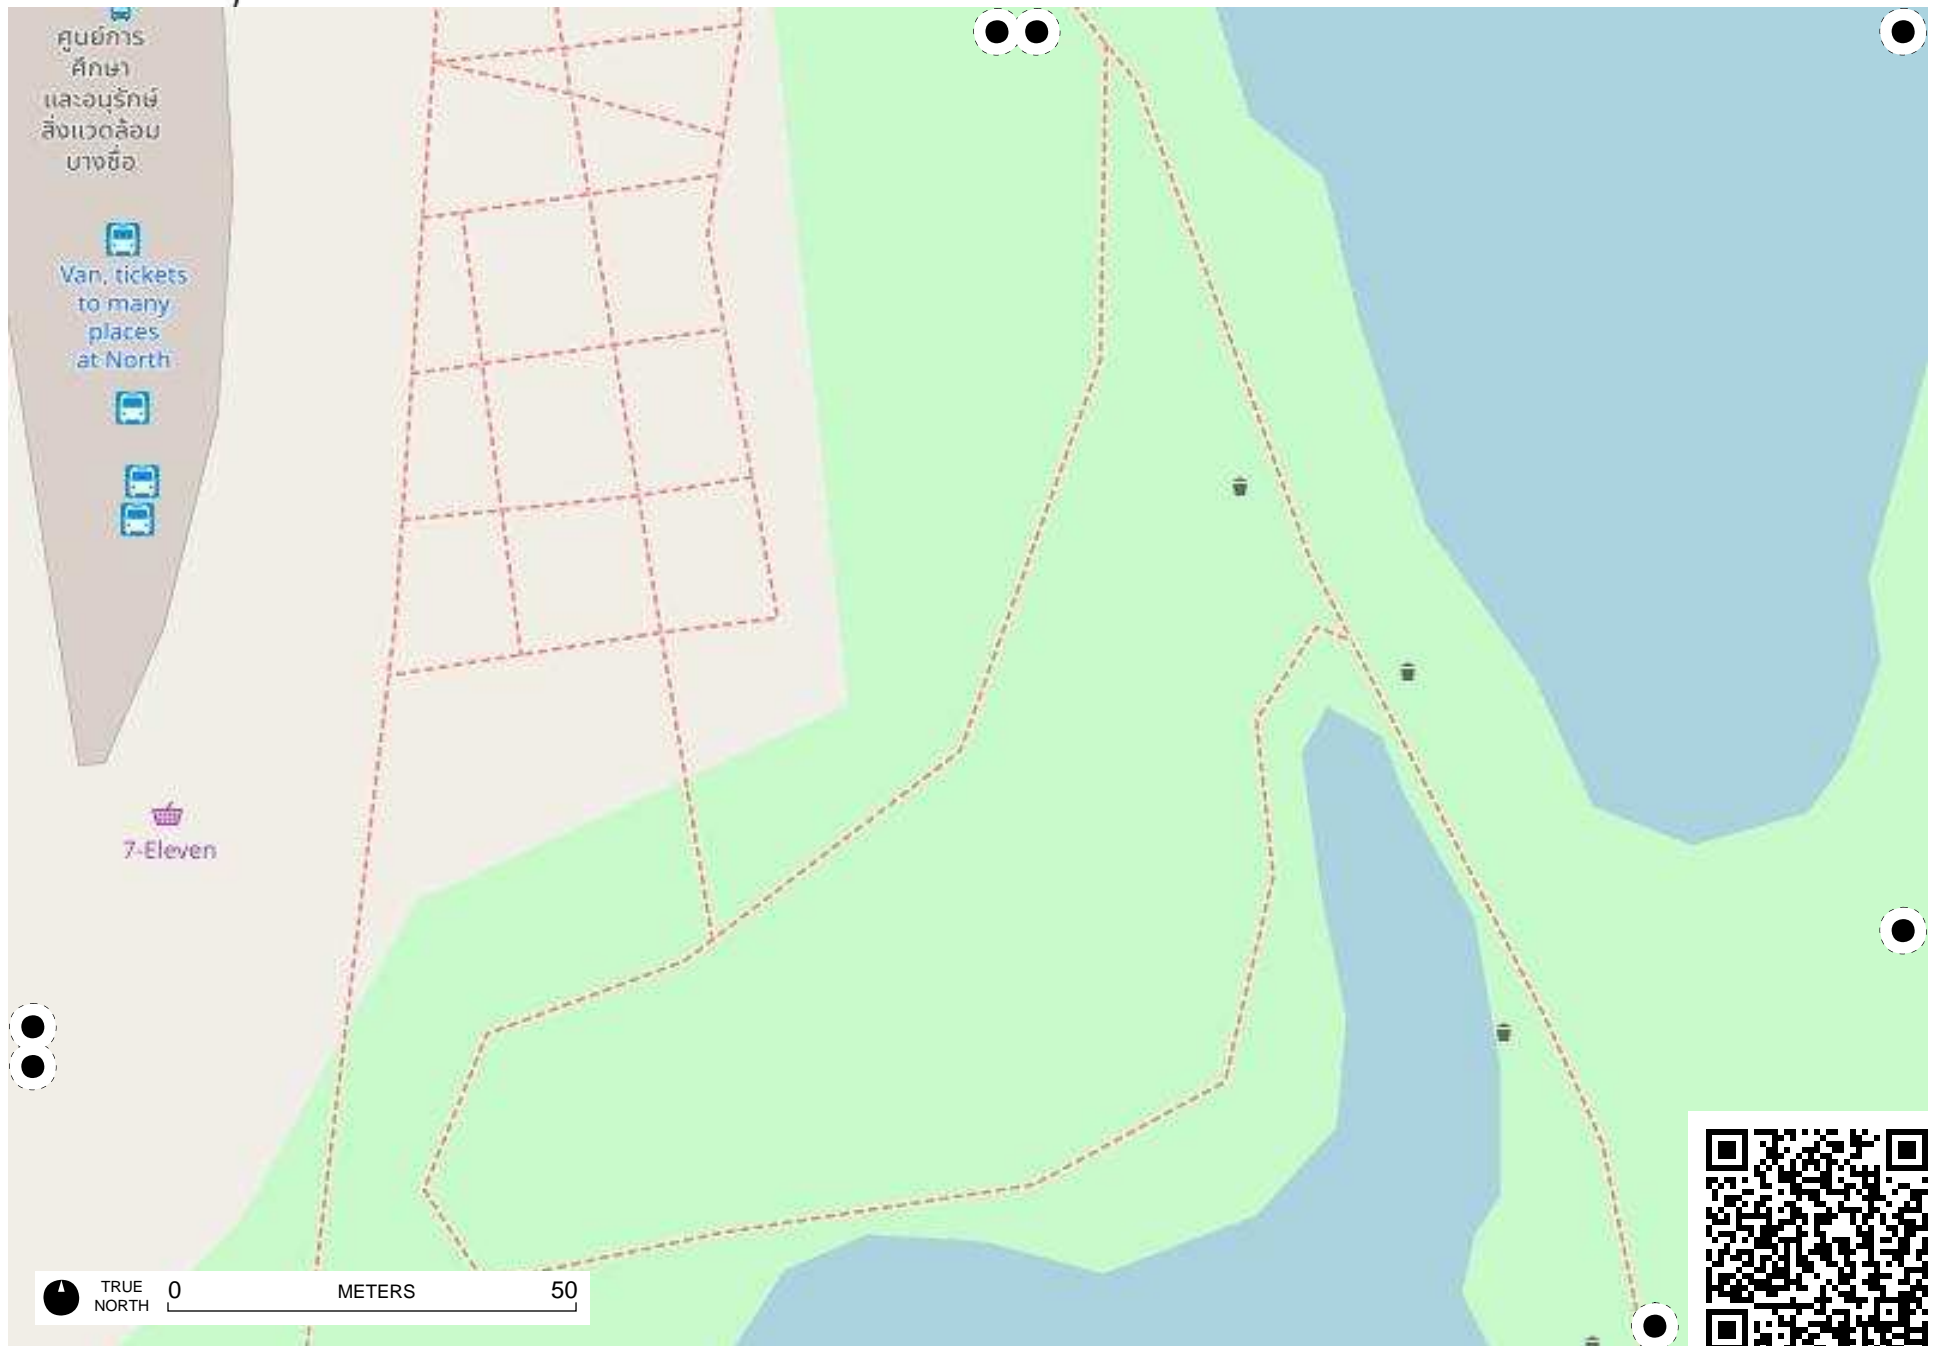 ศูนย์การ
ศึกษา
และอนุรักษ์
สิ่งแวดล้อม
บางซื่อ
Van, tickets
to many
places
at North
7-Eleven
TRUE
NORTH
0 METERS 50